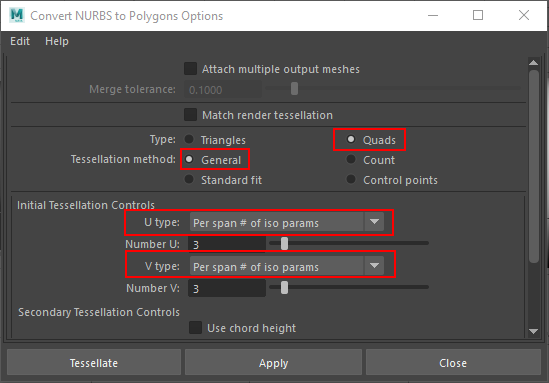 Convert NURBS to Polygons Options
Edit Help
Attach multiple output meshes
Merge tolerance: 0.1000
Match render tessellation
Type: Triangles Quads
Tessellation method: General Count
Standard fit Control points
Initial Tessellation Controls
U type: Per span # of iso params
Number U: 3
V type: Per span # of iso params
Number V: 3
Secondary Tessellation Controls
Use chord height
Tessellate Apply Close